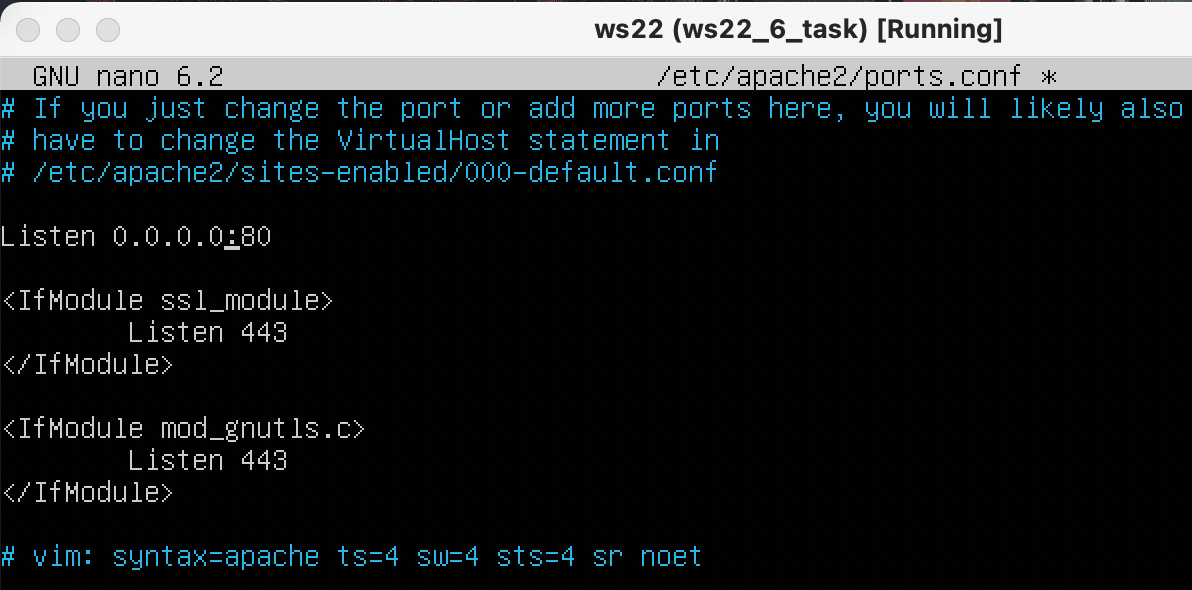 ws22 (ws22_6_task) [Running]
GNU nano 6.2 /etc/apache2/ports.conf *
# If you just change the port or add more ports here, you will likely also
# have to change the VirtualHost statement in
# /etc/apache2/sites-enabled/000-default.conf
Listen 0.0.0.0:80
<IfModule ssl_module>
Listen 443
</IfModule>
<IfModule mod_gnutls.c>
Listen 443
</IfModule>
# vim: syntax=apache ts=4 sw=4 sts=4 sr noet